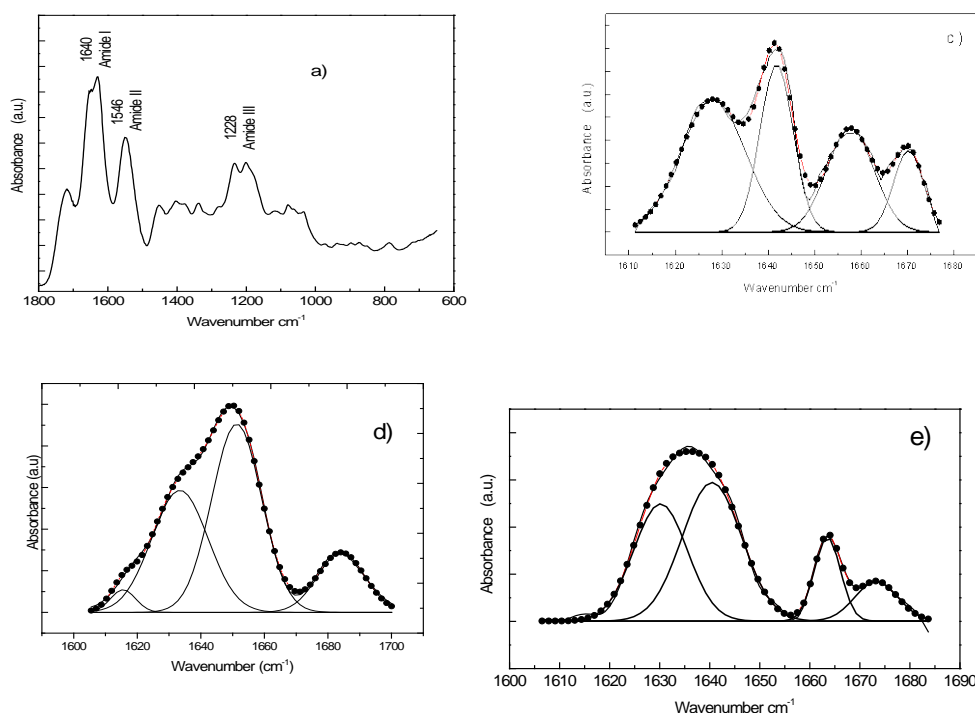 1640
Amide I
1546
Amide II
1228
Amide III
a)
Absorbance (a.u.)
1800 1600 1400 1200 1000 800 600
Wavenumber cm-1
c)
Absorbance (a.u.)
1610 1620 1630 1640 1650 1660 1670 1680
Wavenumber cm-1
d)
Absorbance (a.u)
1600 1620 1640 1660 1680 1700
Wavenumber (cm-1)
e)
Absorbance (a.u.)
1600 1610 1620 1630 1640 1650 1660 1670 1680 1690
Wavenumber cm-1